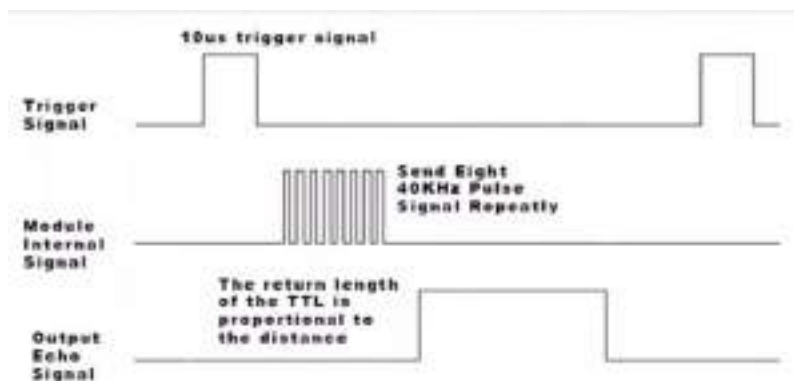 10us trigger signal
Trigger
Signal
Send Eight
40KHz Pulse
Signal Repeatly
Module
Internal
Signal
The return length
of the TTL is
proportional to
the distance
Output
Echo
Signal